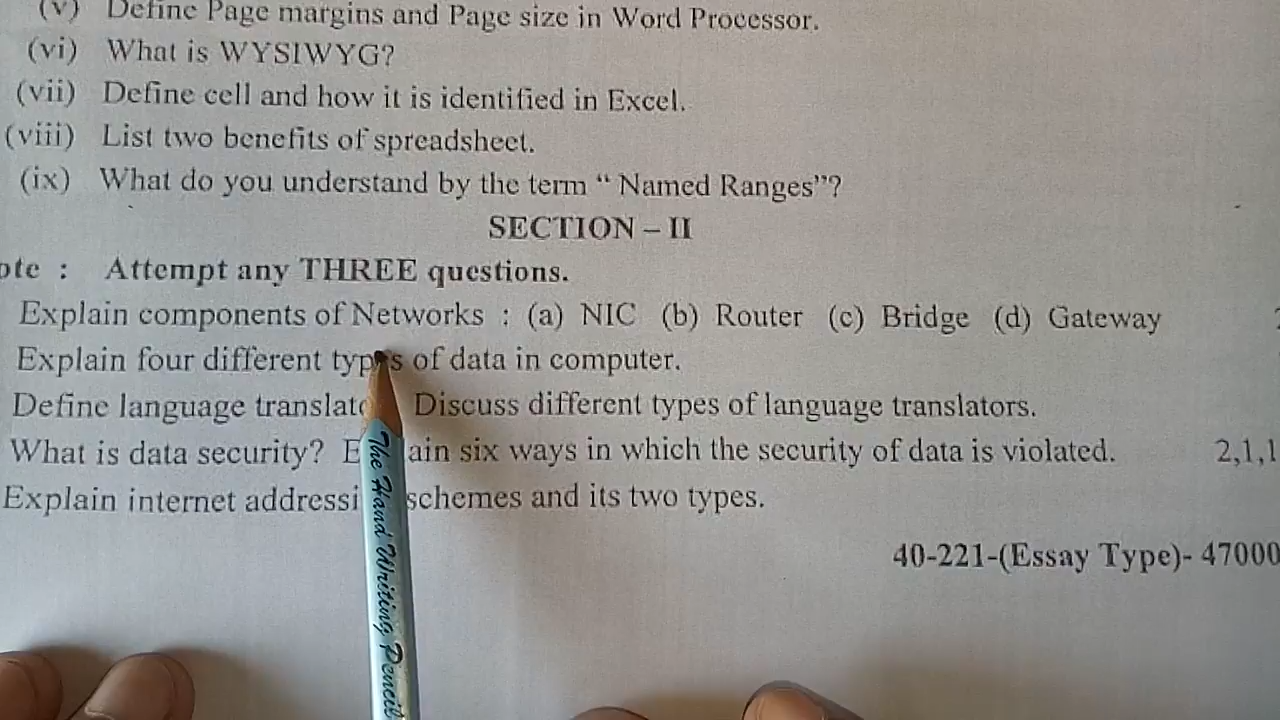 (v) Define Page margins and Page size in Word Processor.
(vi) What is WYSIWYG?
(vii) Define cell and how it is identified in Excel.
(viii) List two benefits of spreadsheet.
(ix) What do you understand by the term “ Named Ranges”?
SECTION – II
ote : Attempt any THREE questions.
Explain components of Networks : (a) NIC (b) Router (c) Bridge (d) Gateway
Explain four different types of data in computer.
Define language translato Discuss different types of language translators.
What is data security? E ain six ways in which the security of data is violated. 2,1,1
Explain internet addressi schemes and its two types.
40-221-(Essay Type)- 47000
The Hand Writing Pencil